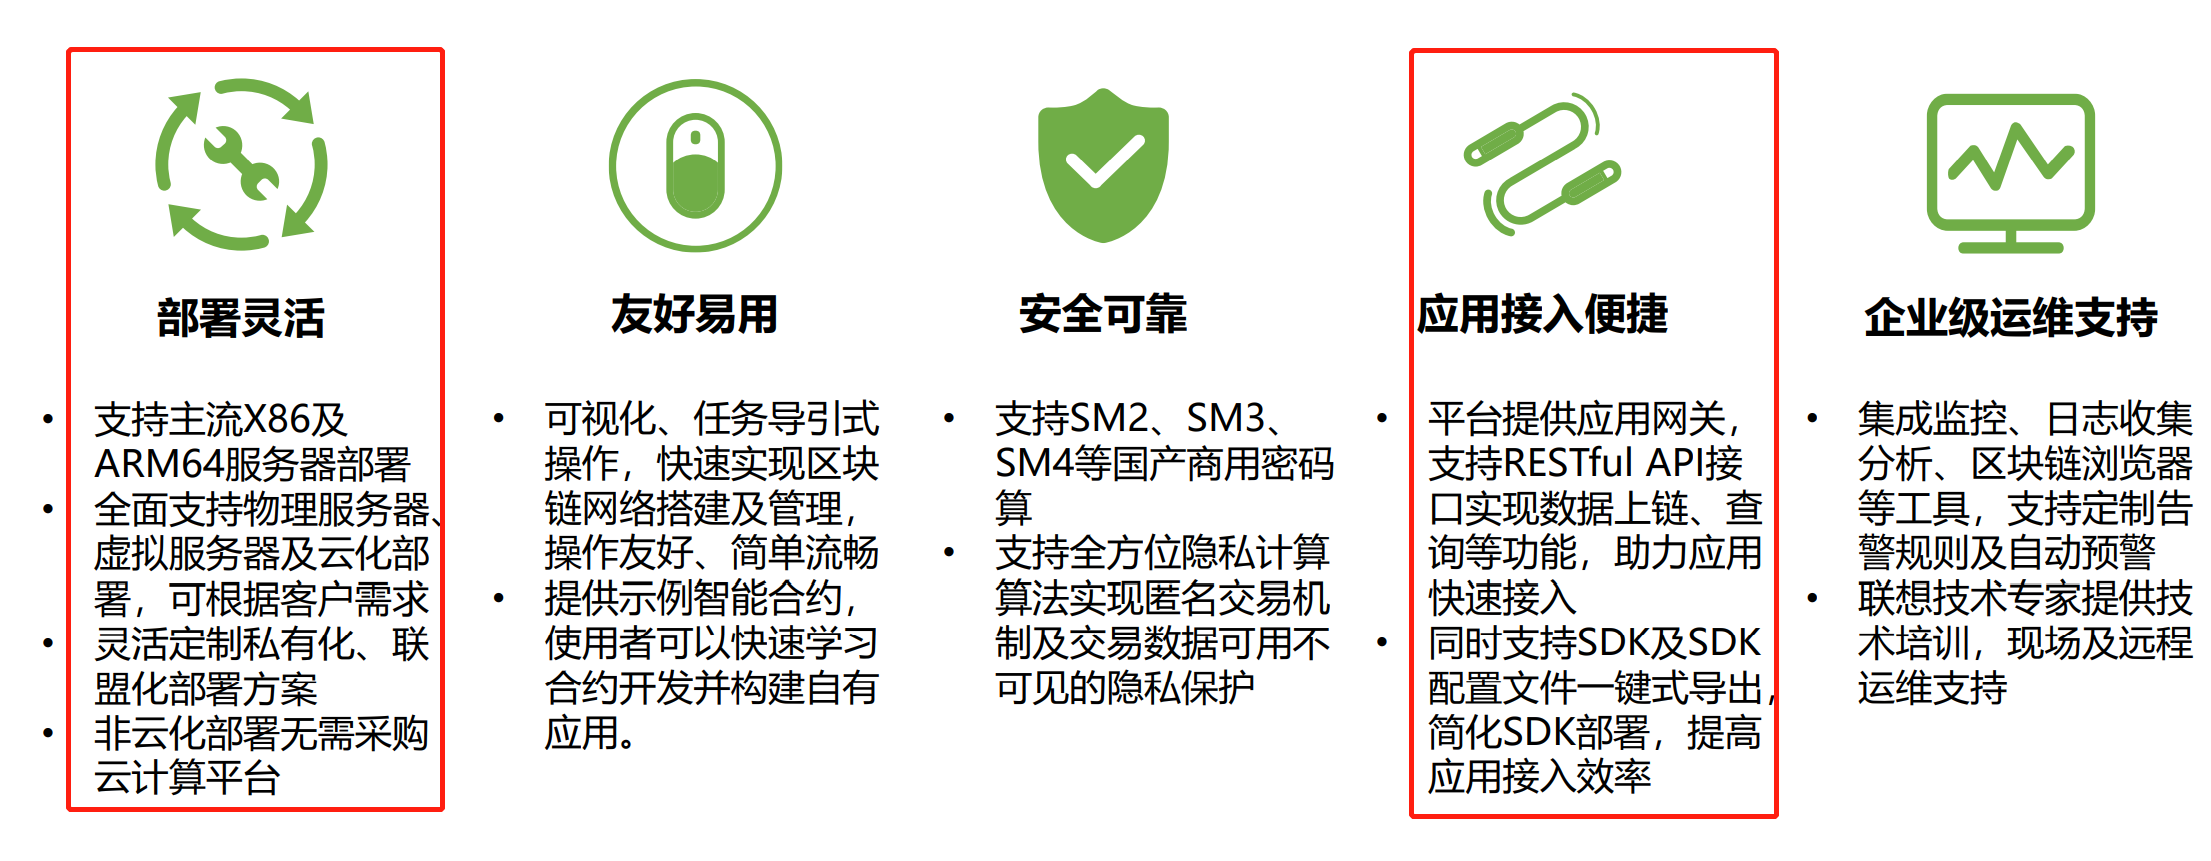 部署灵活
• 支持主流X86及
ARM64服务器部署
• 全面支持物理服务器、
虚拟服务器及云化部
署，可根据客户需求
• 灵活定制私有化、联
盟化部署方案
• 非云化部署无需采购
云计算平台
友好易用
• 可视化、任务导引式
操作，快速实现区块
链网络搭建及管理，
操作友好、简单流畅
• 提供示例智能合约，
使用者可以快速学习
合约开发并构建自有
应用。
安全可靠
• 支持SM2、SM3、
SM4等国产商用密码
算
• 支持全方位隐私计算
算法实现匿名交易机
制及交易数据可用不
可见的隐私保护
应用接入便捷
• 平台提供应用网关，
支持RESTful API接
口实现数据上链、查
询等功能，助力应用
快速接入
• 同时支持SDK及SDK
配置文件一键式导出，
简化SDK部署，提高
应用接入效率
企业级运维支持
• 集成监控、日志收集
分析、区块链浏览器
等工具，支持定制告
警规则及自动预警
• 联想技术专家提供技
术培训，现场及远程
运维支持